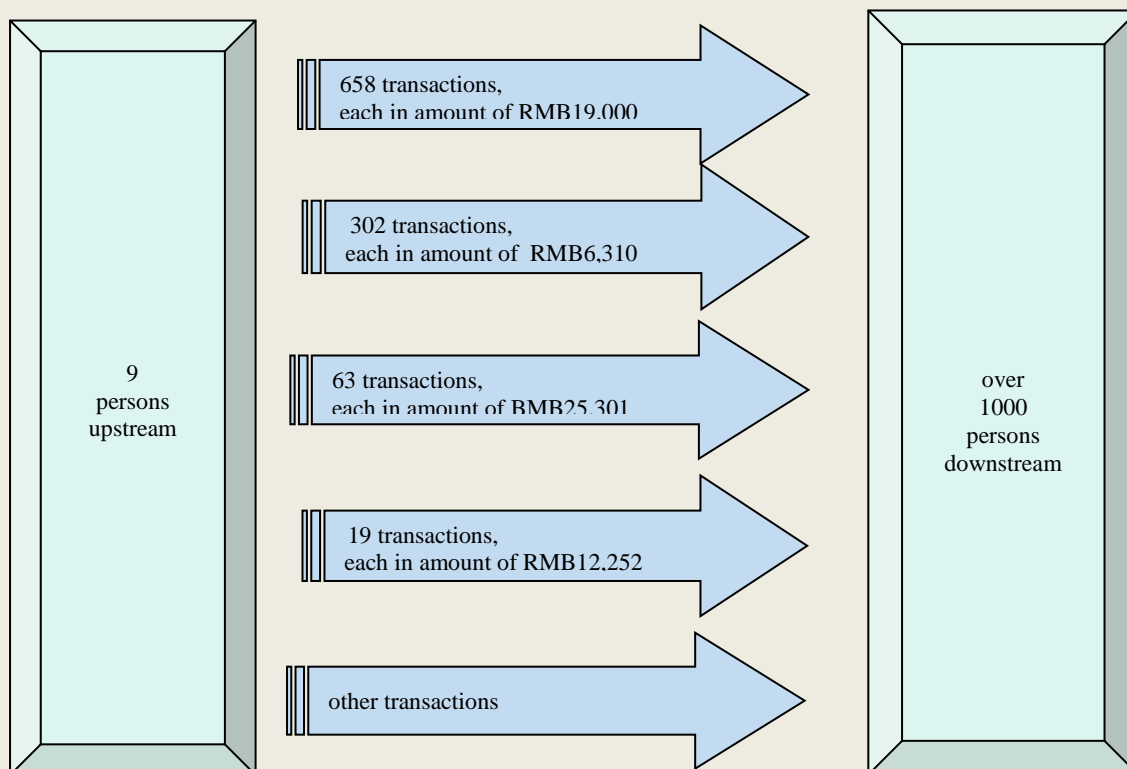 658 transactions,
each in amount of RMB19,000
302 transactions,
each in amount of RMB6,310
63 transactions,
each in amount of BMB25,301
19 transactions,
each in amount of RMB12,252
other transactions
9
persons
upstream
over
1000
persons
downstream